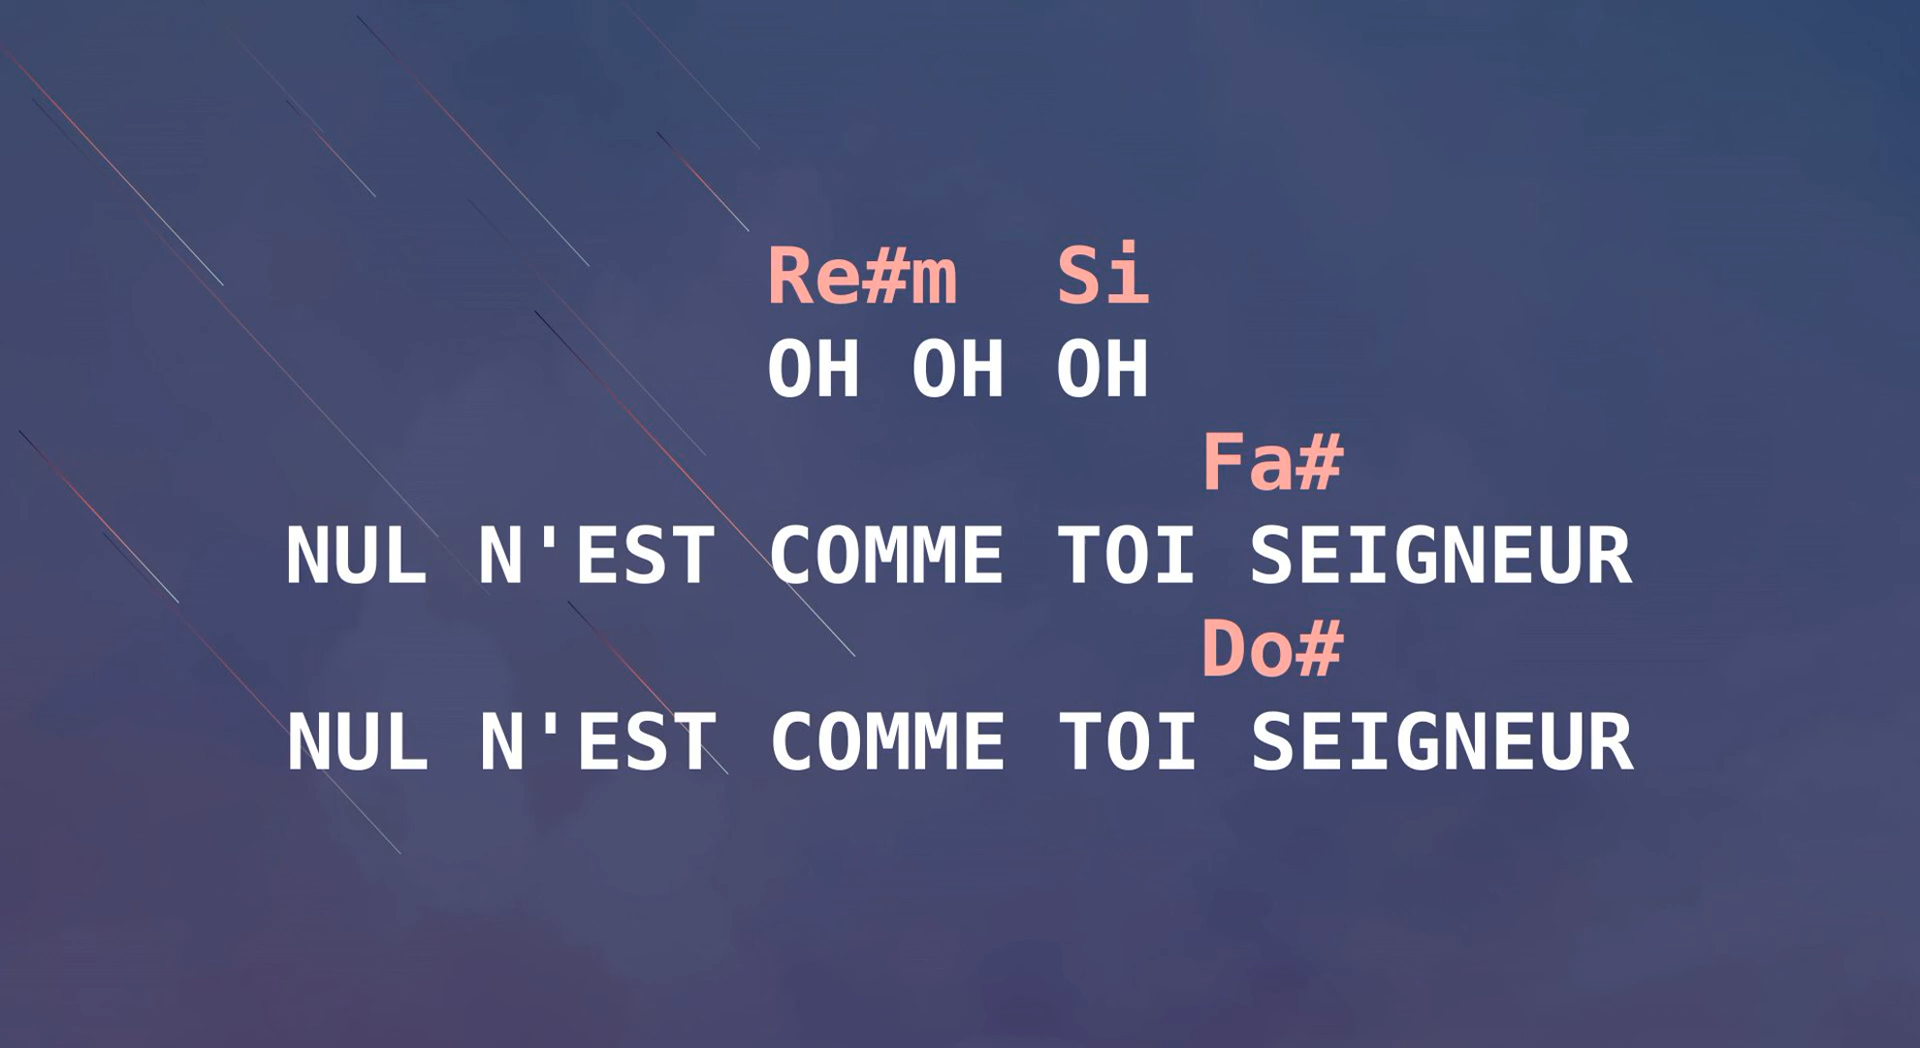 Re#m  Si
OH OH OH
Fa#
NUL N'EST COMME TOI SEIGNEUR
Do#
NUL N'EST COMME TOI SEIGNEUR